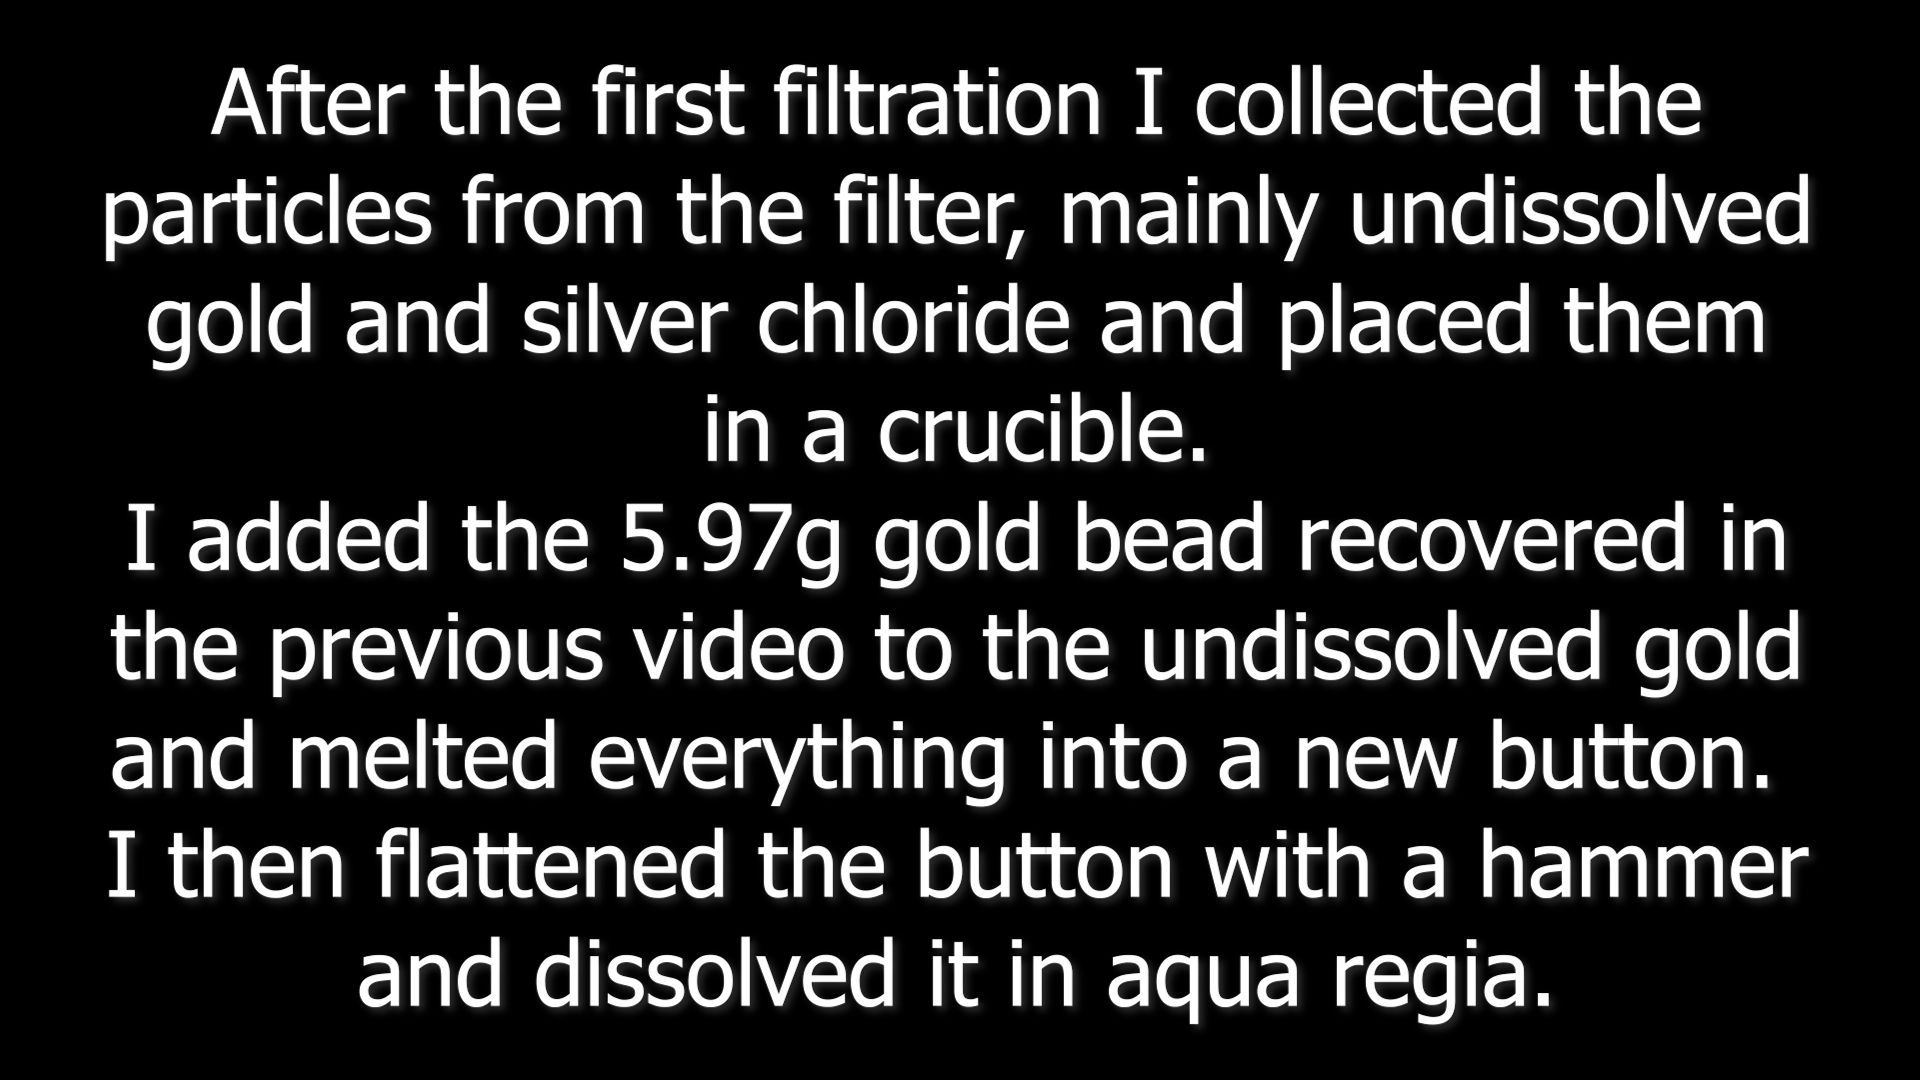 After the first filtration I collected the
particles from the filter, mainly undissolved
gold and silver chloride and placed them
in a crucible.
I added the 5.97g gold bead recovered in
the previous video to the undissolved gold
and melted everything into a new button.
I then flattened the button with a hammer
and dissolved it in aqua regia.